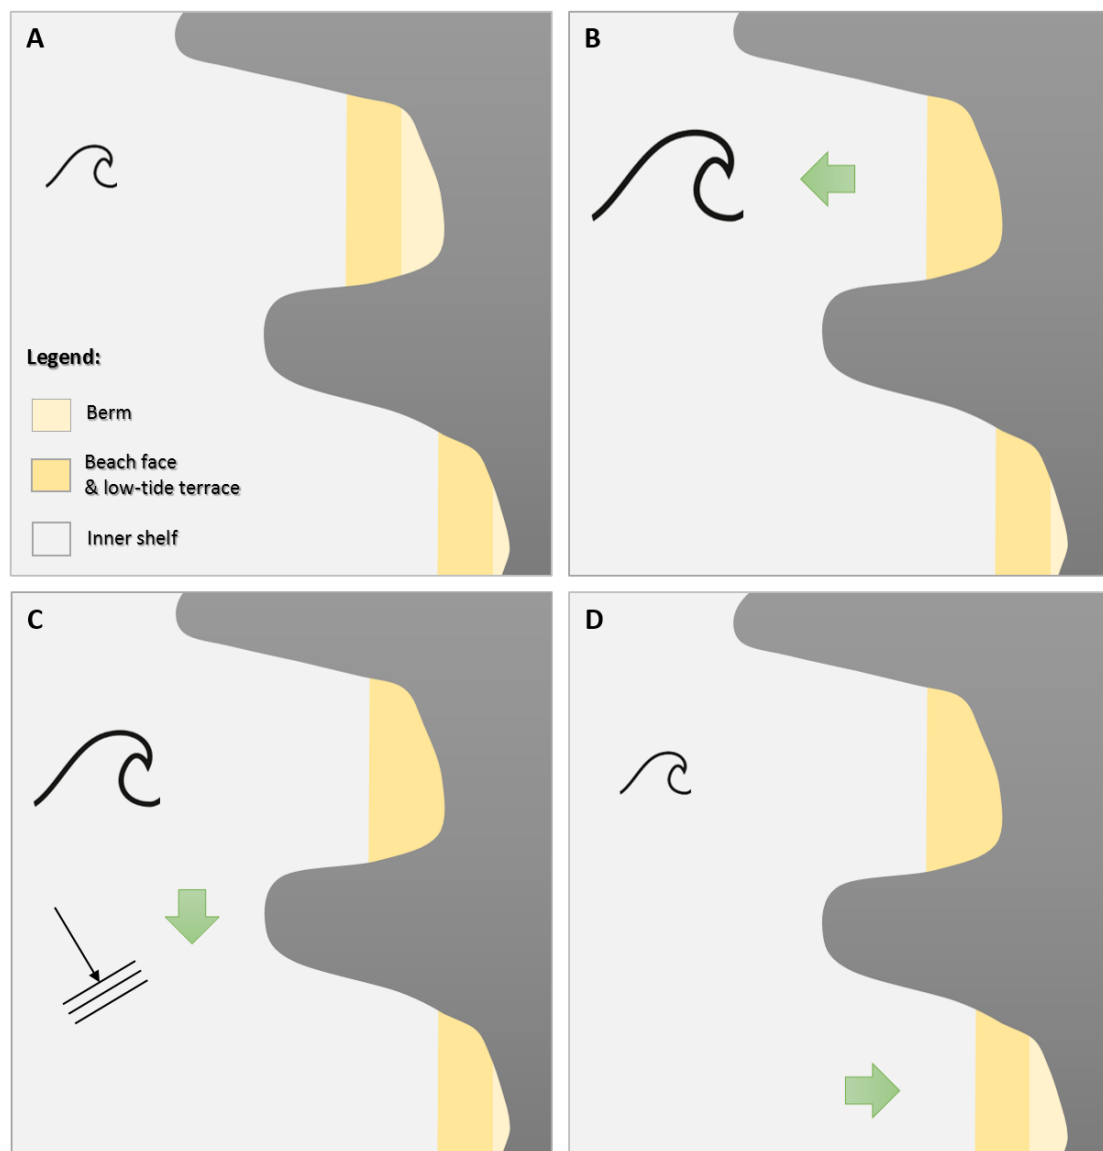 A
B
Legend:
Berm
Beach face
& low-tide terrace
Inner shelf
C
D